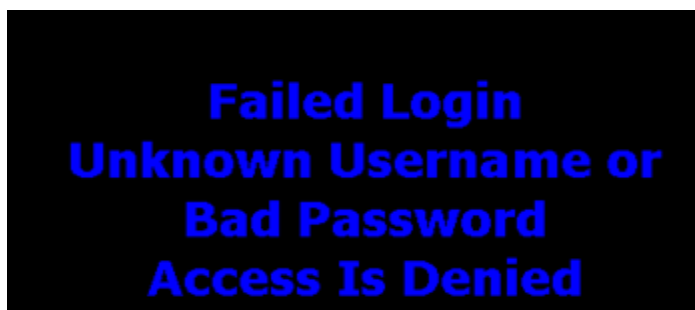 Failed Login
Unknown Username or
Bad Password
Access Is Denied